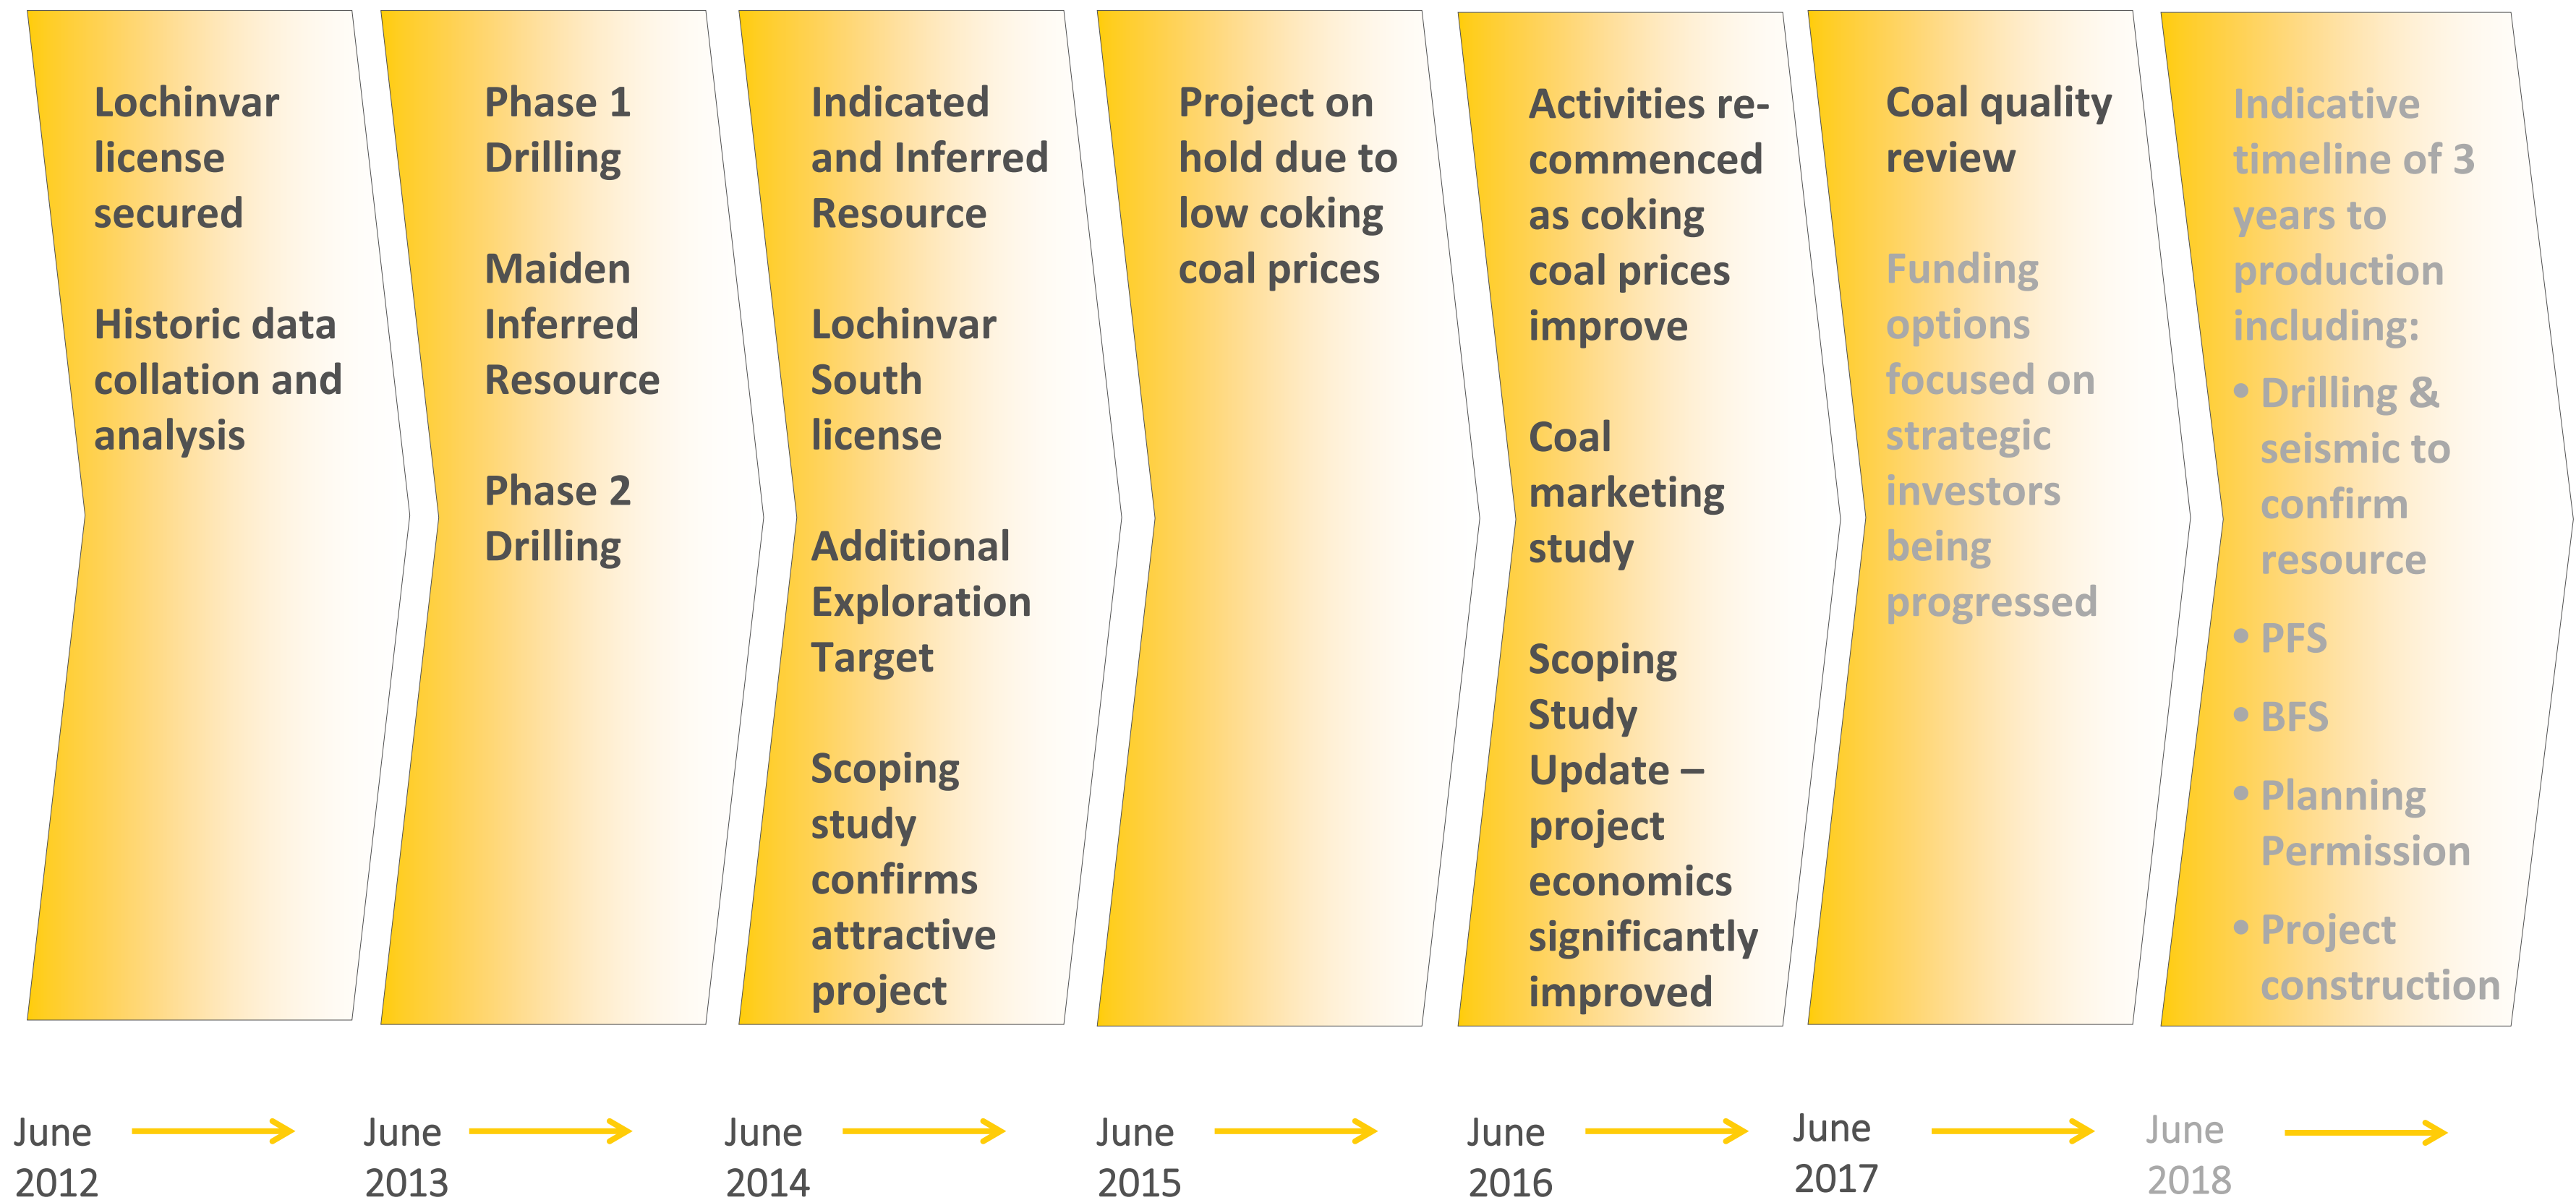 Lochinvar
license
secured
Historic data
collation and
analysis
Phase 1
Drilling
Maiden
Inferred
Resource
Phase 2
Drilling
Indicated
and Inferred
Resource
Lochinvar
South
license
Additional
Exploration
Target
Scoping
study
confirms
attractive
project
Project on
hold due to
low coking
coal prices
Activities re-
commenced
as coking
coal prices
improve
Coal
marketing
study
Scoping
Study
Update –
project
economics
significantly
improved
Coal quality
review
Funding
options
focused on
strategic
investors
being
progressed
Indicative
timeline of 3
years to
production
including:
• Drilling &
seismic to
confirm
resource
• PFS
• BFS
• Planning
Permission
• Project
construction
June
2012
June
2013
June
2014
June
2015
June
2016
June
2017
June
2018